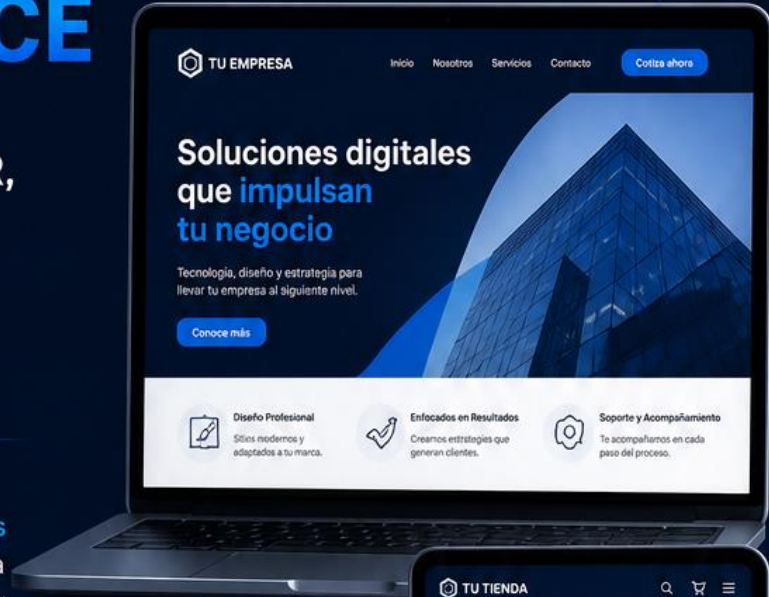 CE
R,
TU EMPRESA
Inicio Nosotros Servicios Contacto Cotiza ahora
Soluciones digitales
que impulsan
tu negocio
Tecnología, diseño y estrategia para
llevar tu empresa al siguiente nivel.
Conoce más
Diseño Profesional
Sitios modernos y
adaptados a tu marca.
Enfocados en Resultados
Creamos estrategies que
generan clientes.
Soporte y Acompañamiento
Te acompañamos en cada
paso del proceso.
s
a
TU TIENDA